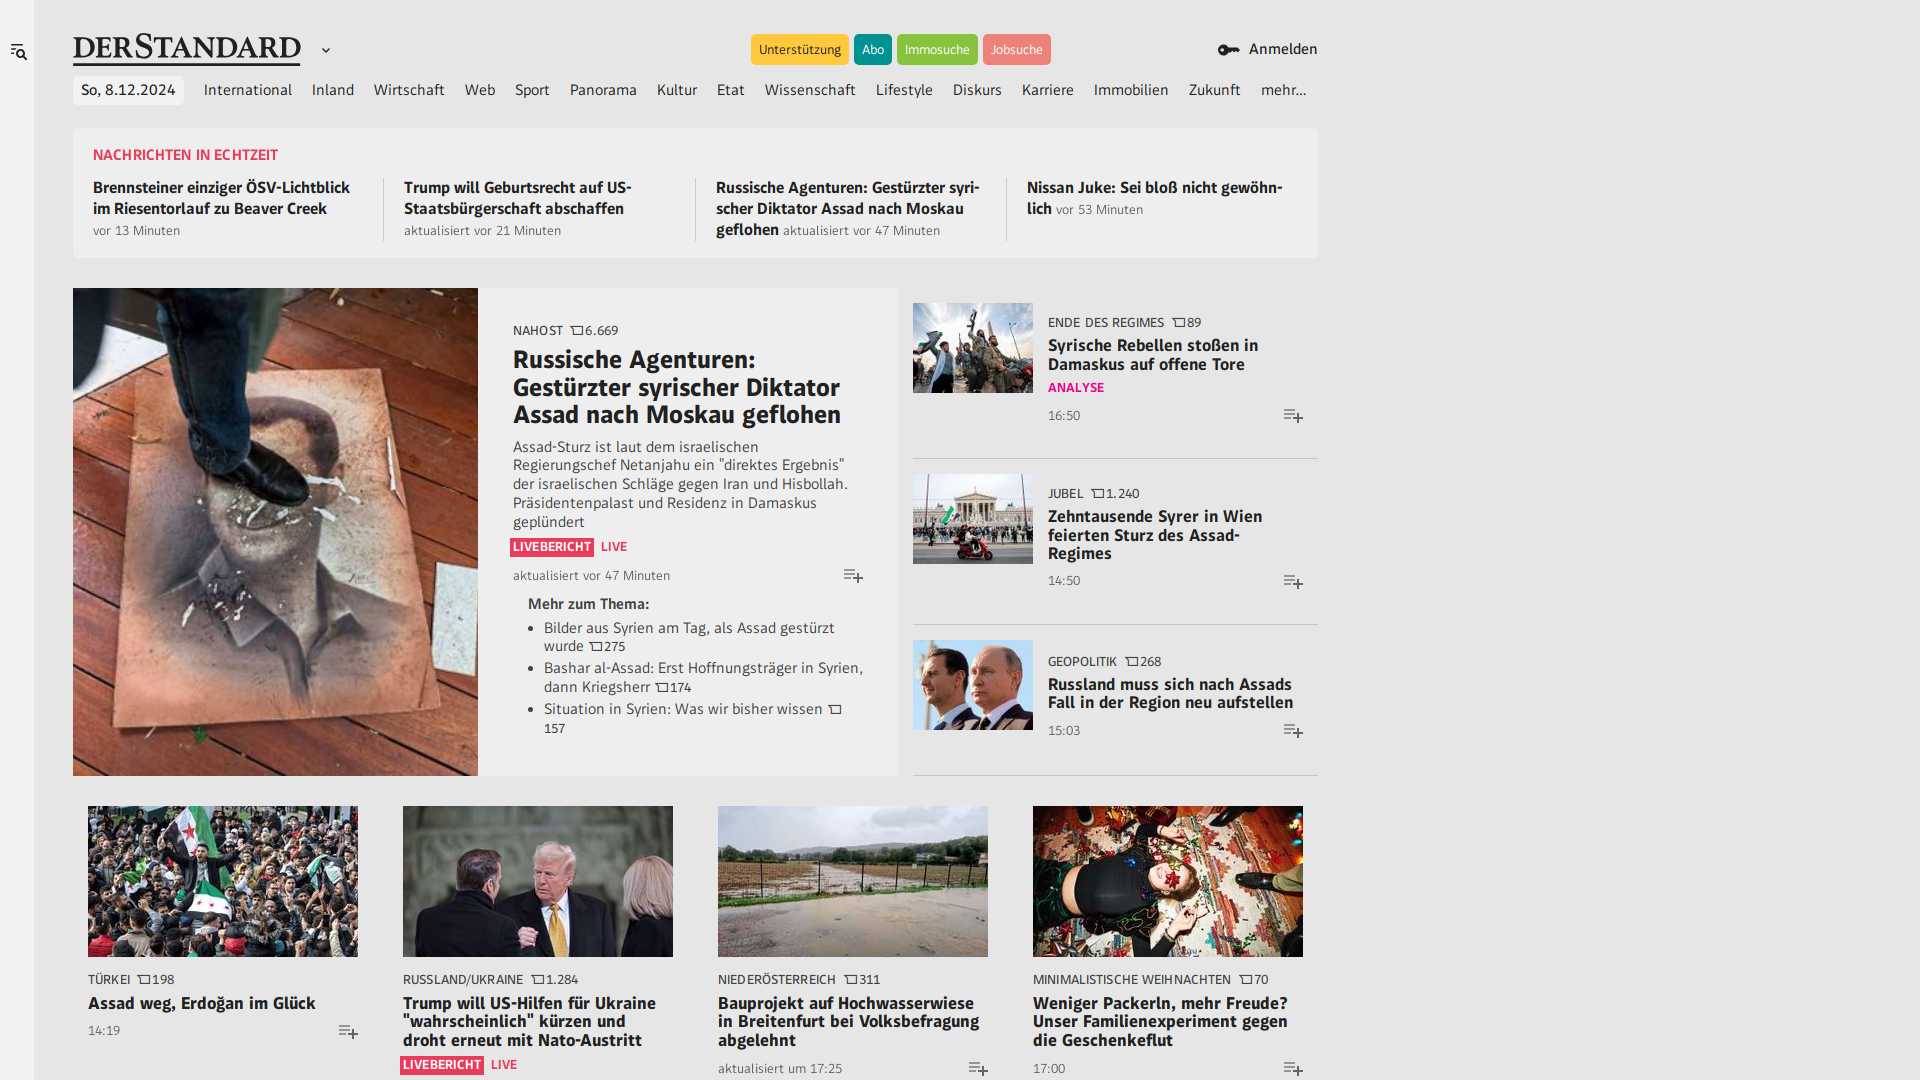 DERSTANDARD
Unterstützung
Abo
Immosuche
Jobsuche
Anmelden
So, 8.12.2024
International
Inland
Wirtschaft
Web
Sport
Panorama
Kultur
Etat
Wissenschaft
Lifestyle
Diskurs
Karriere
Immobilien
Zukunft
mehr...
NACHRICHTEN IN ECHTZEIT
Brennsteiner einziger ÖSV-Lichtblick
im Riesentorlauf zu Beaver Creek
vor 13 Minuten
Trump will Geburtsrecht auf US-
Staatsbürgerschaft abschaffen
aktualisiert vor 21 Minuten
Russische Agenturen: Gestürzter syri-
scher Diktator Assad nach Moskau
geflohen aktualisiert vor 47 Minuten
Nissan Juke: Sei bloß nicht gewöhn-
lich vor 53 Minuten
NAHOST 6.669
Russische Agenturen:
Gestürzter syrischer Diktator
Assad nach Moskau geflohen
Assad-Sturz ist laut dem israelischen
Regierungschef Netanjahu ein "direktes Ergebnis"
der israelischen Schläge gegen Iran und Hisbollah.
Präsidentenpalast und Residenz in Damaskus
geplündert
LIVEBERICHT LIVE
aktualisiert vor 47 Minuten
Mehr zum Thema:
• Bilder aus Syrien am Tag, als Assad gestürzt
wurde 275
• Bashar al-Assad: Erst Hoffnungsträger in Syrien,
dann Kriegsherr 174
• Situation in Syrien: Was wir bisher wissen
157
ENDE DES REGIMES 89
Syrische Rebellen stoßen in
Damaskus auf offene Tore
ANALYSE
16:50
JUBEL 1.240
Zehntausende Syrer in Wien
feierten Sturz des Assad-
Regimes
14:50
GEOPOLITIK 268
Russland muss sich nach Assads
Fall in der Region neu aufstellen
15:03
TÜRKEI 198
Assad weg, Erdoğan im Glück
14:19
RUSSLAND/UKRAINE 1.284
Trump will US-Hilfen für Ukraine
"wahrscheinlich" kürzen und
droht erneut mit Nato-Austritt
LIVEBERICHT LIVE
NIEDERÖSTERREICH 311
Bauprojekt auf Hochwasserwiese
in Breitenfurt bei Volksbefragung
abgelehnt
aktualisiert um 17:25
MINIMALISTISCHE WEIHNACHTEN 70
Weniger Packerln, mehr Freude?
Unser Familienexperiment gegen
die Geschenkeflut
17:00